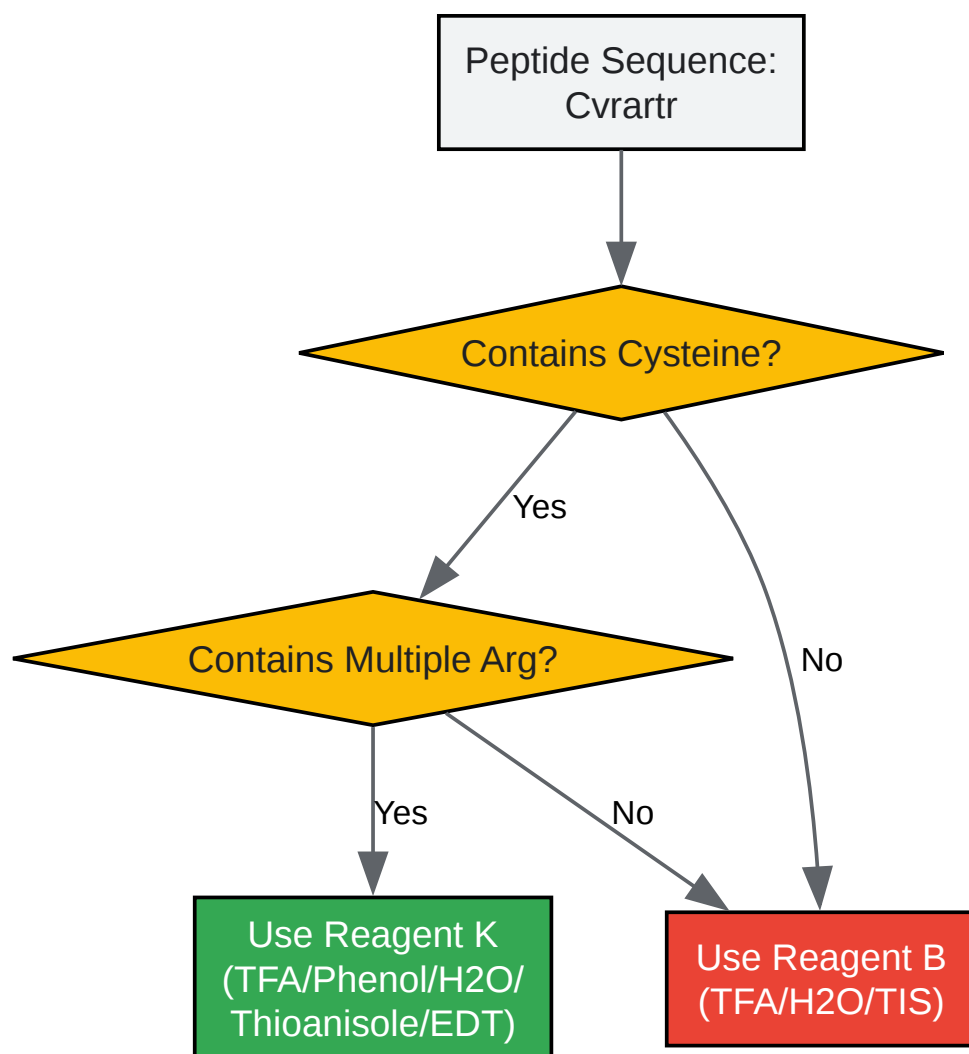 Peptide Sequence:
Cvrartr
Contains Cysteine?
Yes
Contains Multiple Arg?
No
Yes
No
Use Reagent K
(TFA/Phenol/H2O/
Thioanisole/EDT)
Use Reagent B
(TFA/H2O/TIS)